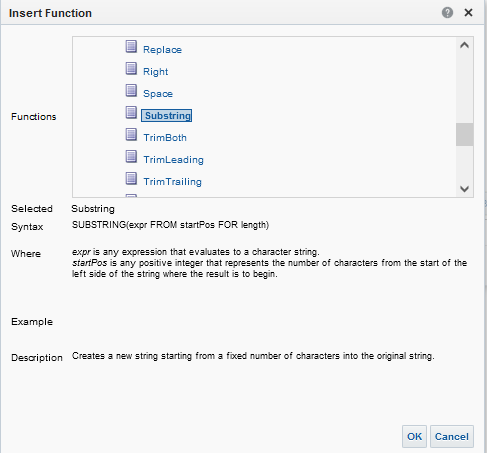 Insert Function
Functions
Replace
Right
Space
Substring
TrimBoth
TrimLeading
TrimTrailing
Selected Substring
Syntax SUBSTRING(expr FROM startPos FOR length)
Where expr is any expression that evaluates to a character string.
startPos is any positive integer that represents the number of characters from the start of the
left side of the string where the result is to begin.
Example
Description Creates a new string starting from a fixed number of characters into the original string.
OK Cancel